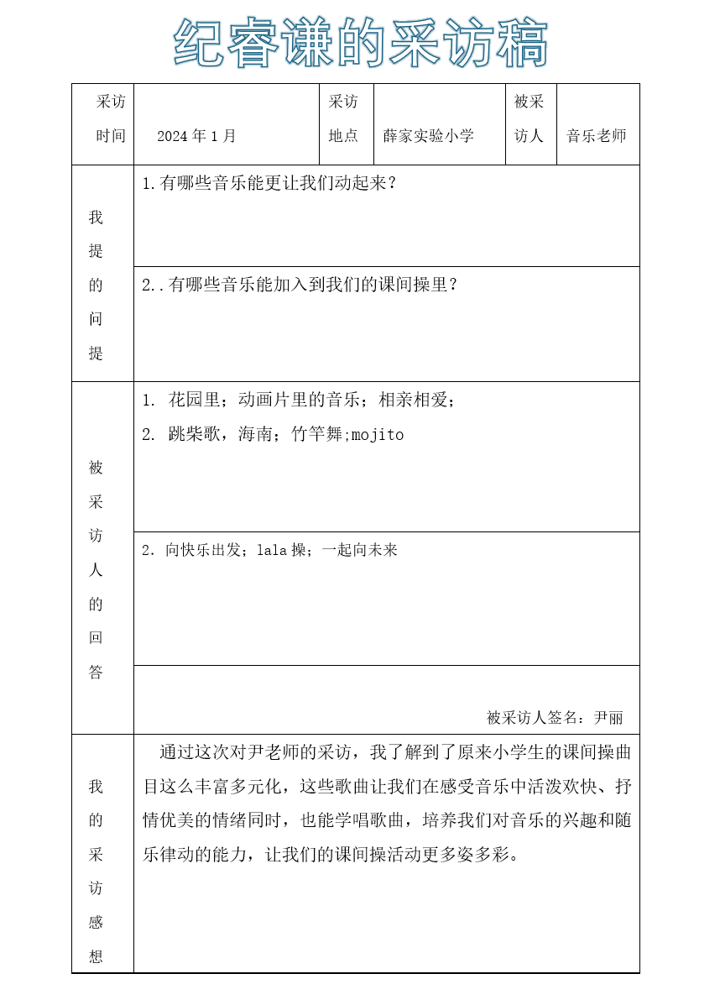 纪睿谦的采访稿
采访
时间
2024 年 1 月
采访
地点
薛家实验小学
被采
访人
音乐老师
我
提
的
问
提
1.有哪些音乐能更让我们动起来？
2..有哪些音乐能加入到我们的课间操里？
被
采
访
人
的
回
答
1. 花园里；动画片里的音乐；相亲相爱；
2. 跳柴歌，海南；竹竿舞;mojito
2．向快乐出发；lala 操；一起向未来
被采访人签名：尹丽
我
的
采
访
感
想
通过这次对尹老师的采访，我了解到了原来小学生的课间操曲
目这么丰富多元化，这些歌曲让我们在感受音乐中活泼欢快、抒
情优美的情绪同时，也能学唱歌曲，培养我们对音乐的兴趣和随
乐律动的能力，让我们的课间操活动更多姿多彩。